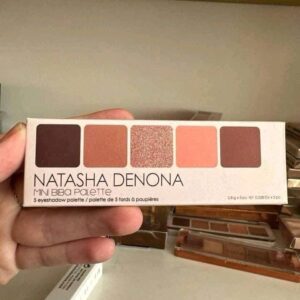 NATASHA DENONA
MINI BIBA PALETTE
5 eyeshadow palette / palette de 5 fards à paupières